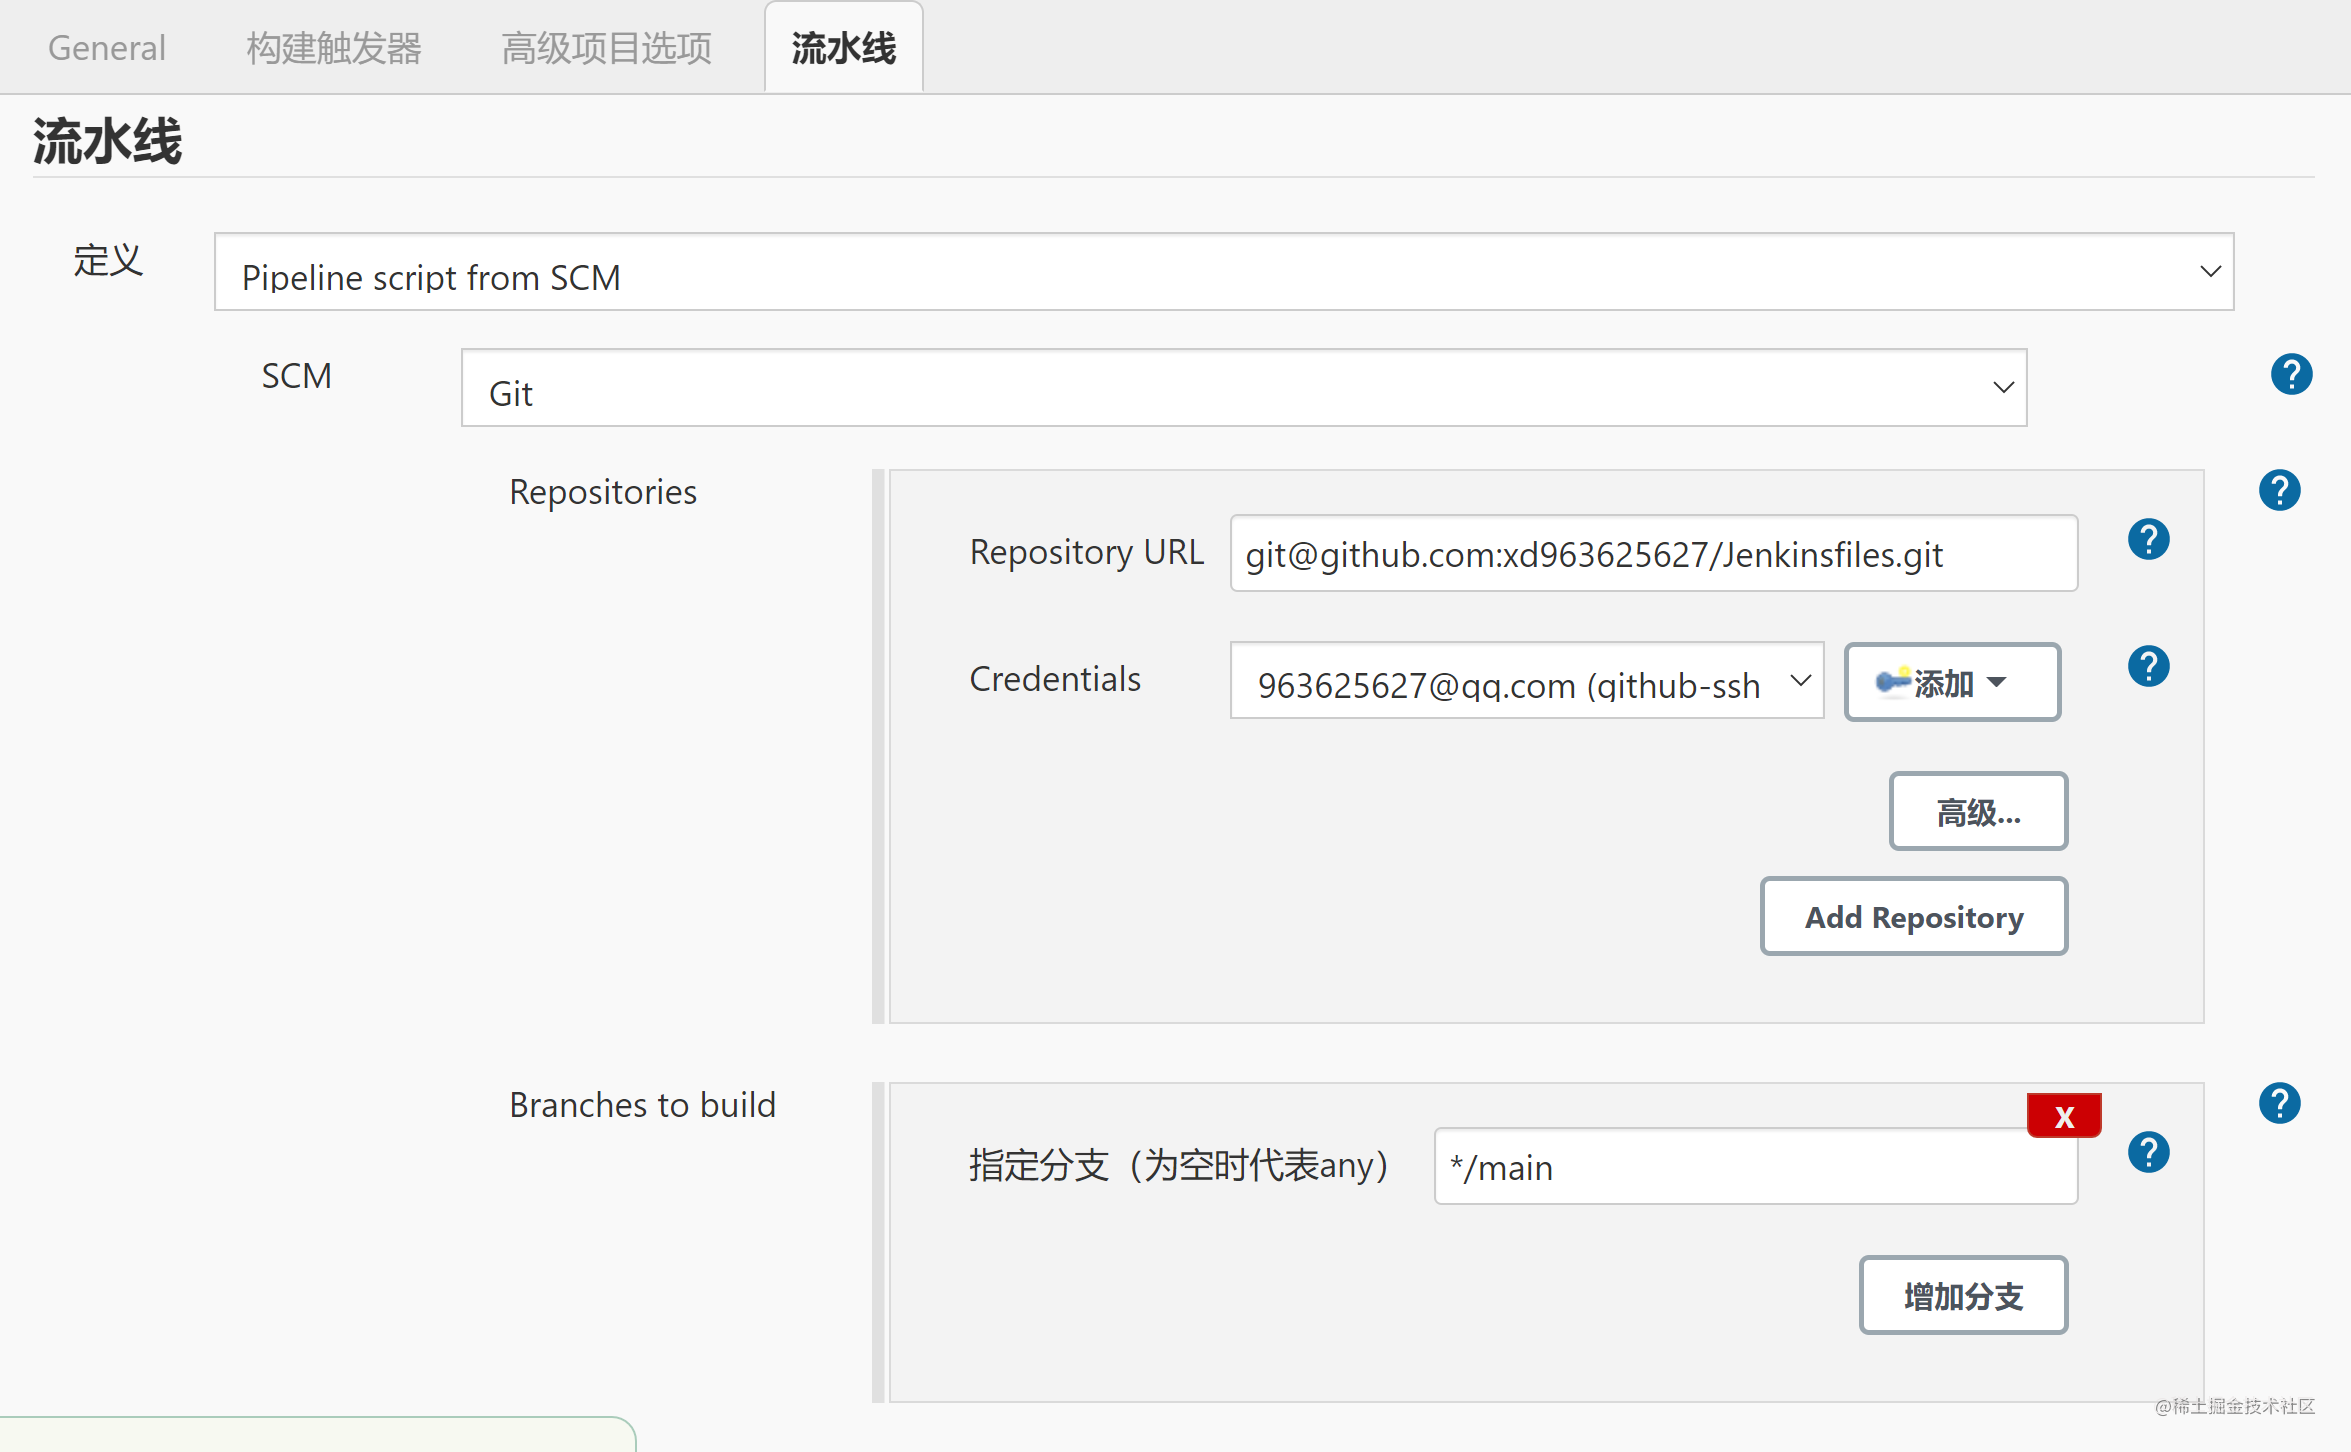 General 构建触发器 高级项目选项 流水线
流水线
定义 Pipeline script from SCM
SCM Git
Repositories
Repository URL git@github.com:xd963625627/Jenkinsfiles.git
Credentials 963625627@qq.com (github-ssh 添加
高级...
Add Repository
Branches to build
X
指定分支（为空时代表any） */main
增加分支
@稀土掘金技术社区